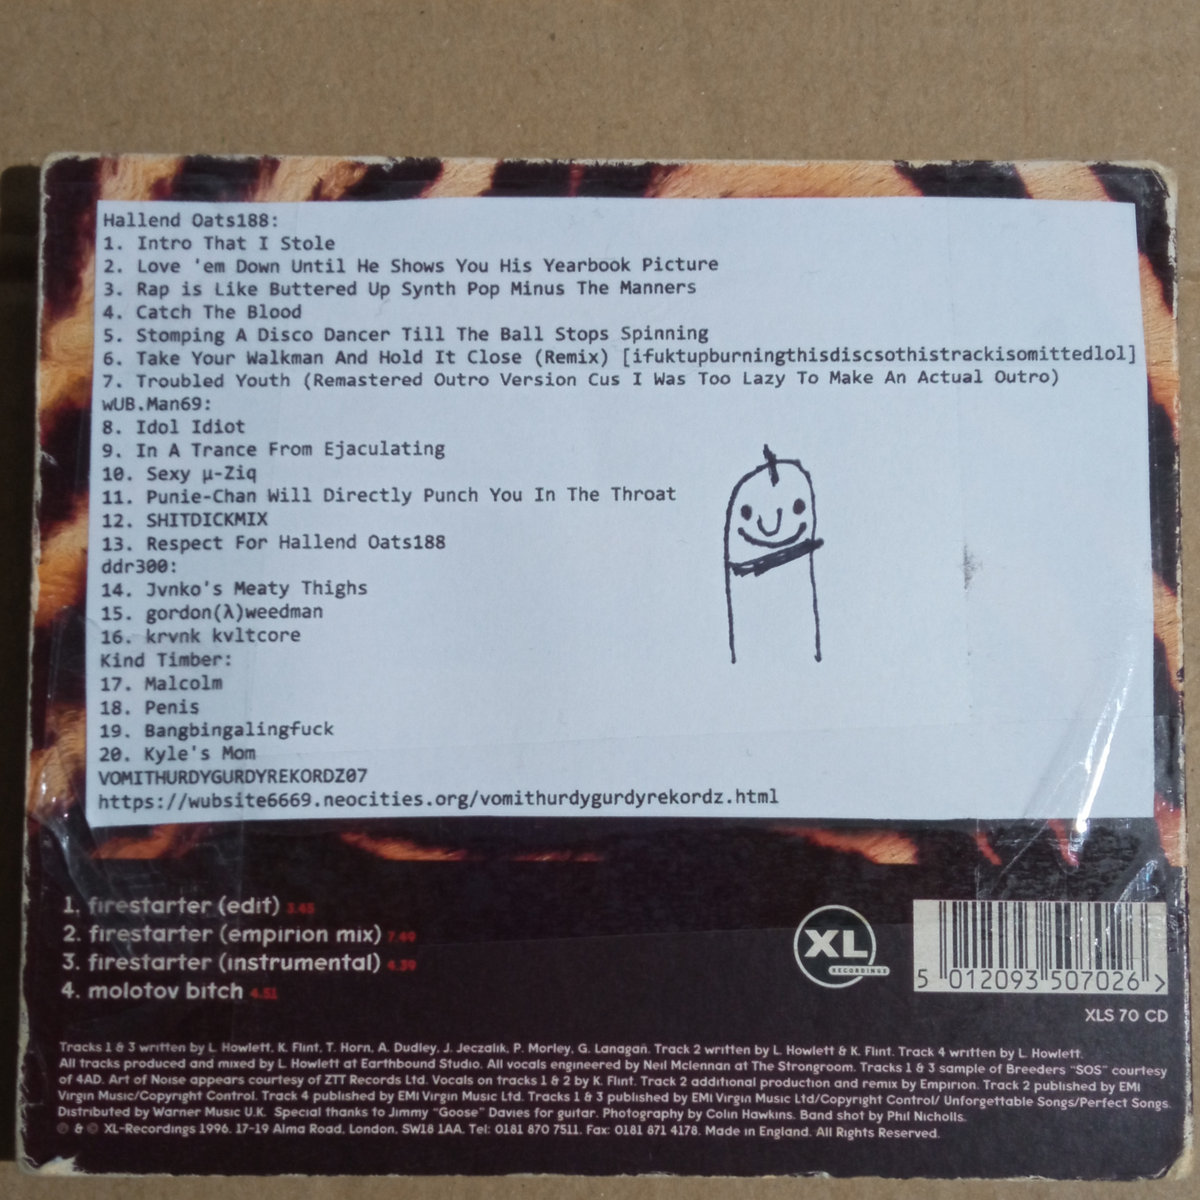 Hallend Oats188:
1. Intro That I Stole
2. Love 'em Down Until He Shows You His Yearbook Picture
3. Rap is Like Buttered Up Synth Pop Minus The Manners
4. Catch The Blood
5. Stomping A Disco Dancer Till The Ball Stops Spinning
6. Take Your Walkman And Hold It Close (Remix) [ifuktupburningthisdiscsothistrackisomittedlol]
7. Troubled Youth (Remastered Outro Version Cus I Was Too Lazy To Make An Actual Outro)
wUB.Man69:
8. Idol Idiot
9. In A Trance From Ejaculating
10. Sexy µ-Ziq
11. Punie-Chan Will Directly Punch You In The Throat
12. SHITDICKMIX
13. Respect For Hallend Oats188
ddr300:
14. Jvnko's Meaty Thighs
15. gordon(λ)weedman
16. krvnk kvltcore
Kind Timber:
17. Malcolm
18. Penis
19. Bangbingalingfuck
20. Kyle's Mom
VOMITHURDYGURDYREKORDZ07
https://wubsite6669.neocities.org/vomithurdygurdyrekordz.html
1. firestarter (edit) 3.45
2. firestarter (empirion mix) 7.49
3. firestarter (instrumental) 4.39
4. molotov bitch 4.51
XL
RECORDINGS
5 012093 507026 >
XLS 70 CD
Tracks 1 & 3 written by L. Howlett, K. Flint, T. Horn, A. Dudley, J. Jeczalik, P. Morley, G. Lanagan. Track 2 written by L. Howlett & K. Flint. Track 4 written by L. Howlett.
All tracks produced and mixed by L. Howlett at Earthbound Studio. All vocals engineered by Neil Mclennan at The Strongroom. Tracks 1 & 3 sample of Breeders "SOS" courtesy
of 4AD. Art of Noise appears courtesy of ZTT Records Ltd. Vocals on tracks 1 & 2 by K. Flint. Track 2 additional production and remix by Empirion. Track 2 published by EMI
Virgin Music/Copyright Control. Track 4 published by EMI Virgin Music Ltd. Tracks 1 & 3 published by EMI Virgin Music Ltd/Copyright Control/ Unforgettable Songs/Perfect Songs.
Distributed by Warner Music U.K. Special thanks to Jimmy "Goose" Davies for guitar. Photography by Colin Hawkins. Band shot by Phil Nicholls.
℗ & © XL-Recordings 1996. 17-19 Alma Road, London, SW18 1AA. Tel: 0181 870 7511. Fax: 0181 871 4178. Made in England. All Rights Reserved.